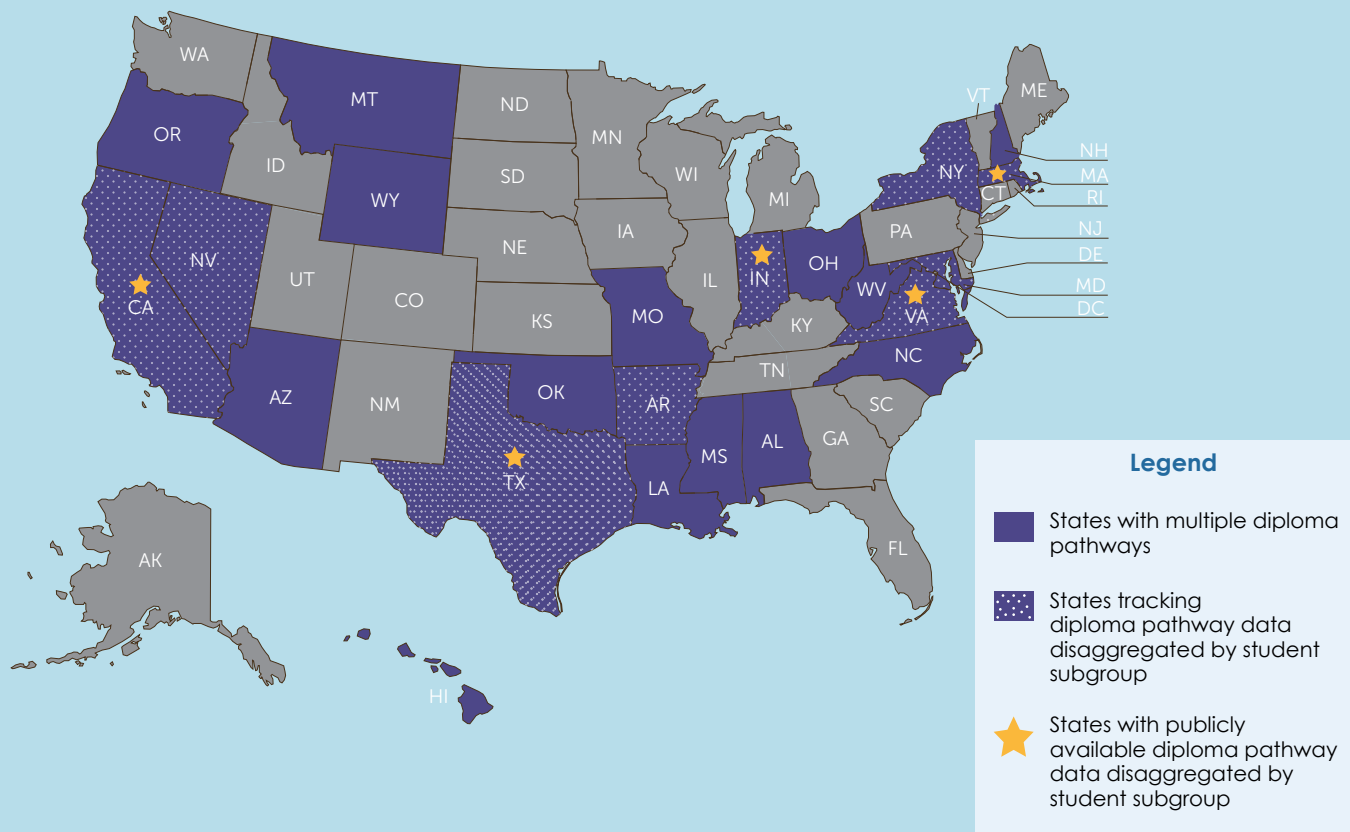 WA
MT
ND
MN
VT
ME
OR
ID
SD
WI
MI
NY
NH
MA
CT
RI
WY
NE
IA
PA
NJ
NV
UT
CO
IL
IN
OH
DE
CA
KS
MO
WV
VA
MD
DC
KY
AZ
NM
OK
AR
TN
NC
SC
TX
LA
MS
AL
GA
FL
AK
HI
Legend
States with multiple diploma
pathways
States tracking
diploma pathway data
disaggregated by student
subgroup
States with publicly
available diploma pathway
data disaggregated by
student subgroup